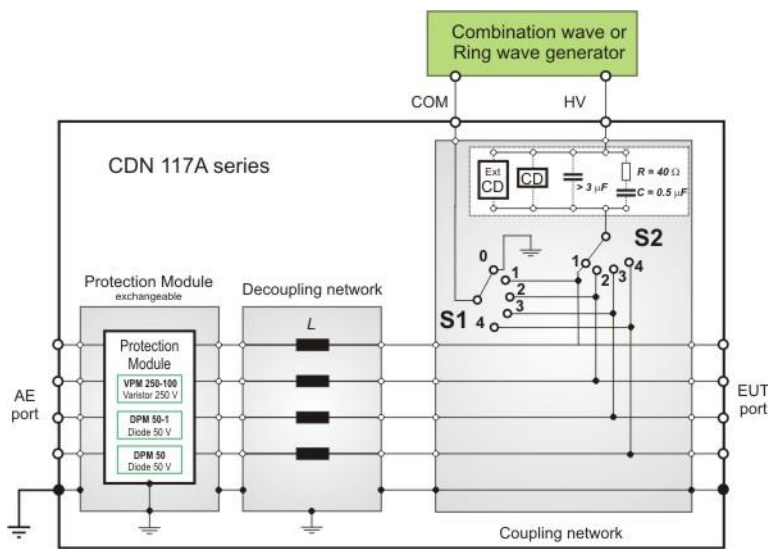 Combination wave or
Ring wave generator
COM
HV
CDN 117A series
Ext
CD
CD
> 3 µF
R = 40 Ω
C = 0.5 µF
S2
0
1
2
3
4
S1
1
2
3
4
Protection Module
exchangeable
Decoupling network
L
Protection
Module
VPM 250-100
Varistor 250 V
DPM 50-1
Diode 50 V
DPM 50
Diode 50 V
AE
port
EUT
port
Coupling network